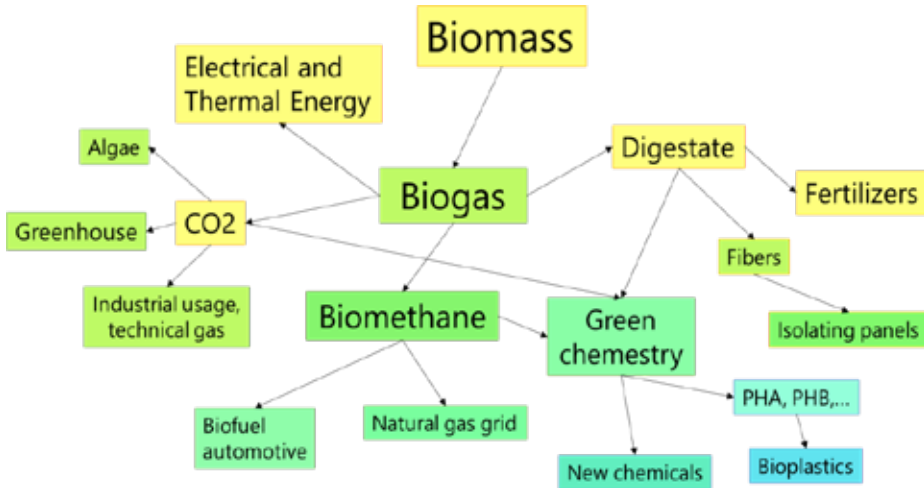 Biomass
Electrical and
Thermal Energy
Algae
Digestate
Biogas
Fertilizers
CO2
Greenhouse
Fibers
Industrial usage,
technical gas
Biomethane
Green
chemestry
Isolating panels
Biofuel
automotive
Natural gas grid
PHA, PHB,...
New chemicals
Bioplastics